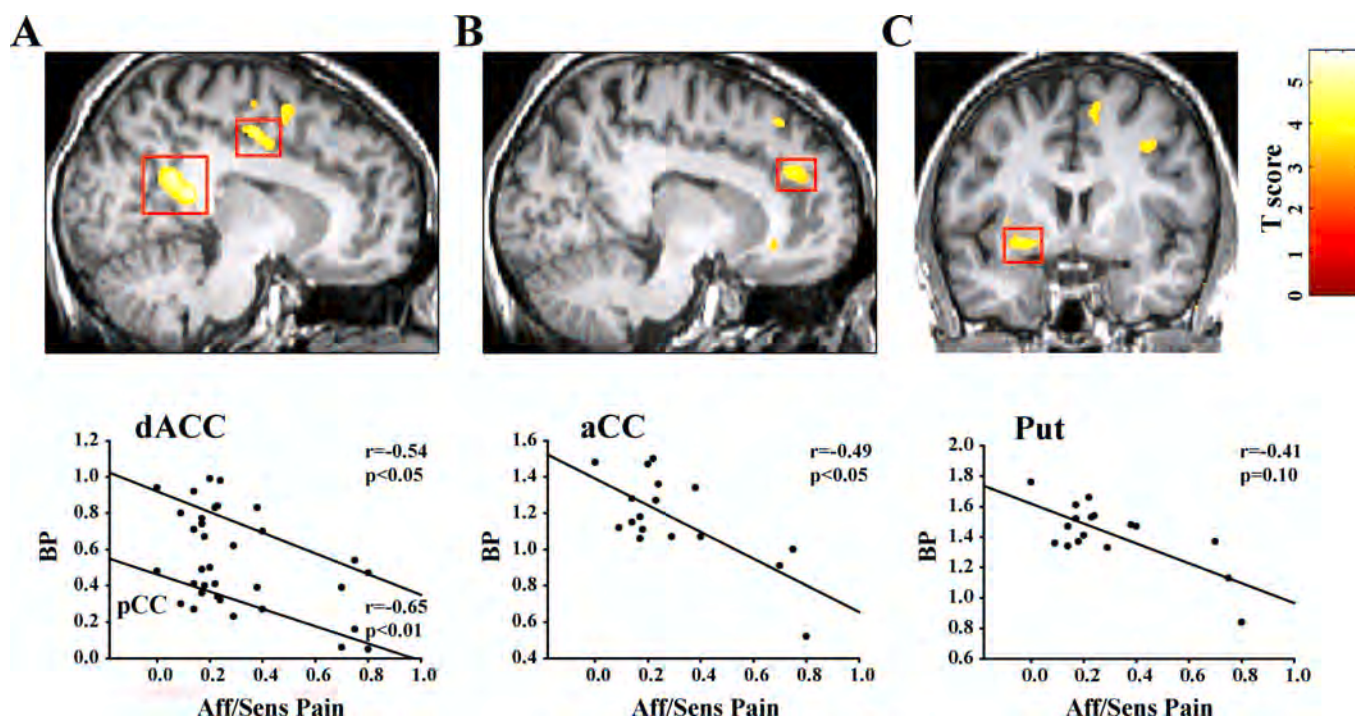 A
B
C
5
4
3
2
1
0
T score
dACC
r=-0.54
p<0.05
1.2
1.0
0.8
0.6
0.4
0.2
0.0
BP
pCC
r=-0.65
p<0.01
0.0 0.2 0.4 0.6 0.8 1.0
Aff/Sens Pain
aCC
r=-0.49
p<0.05
1.6
1.4
1.2
1.0
0.8
0.6
0.4
BP
0.0 0.2 0.4 0.6 0.8 1.0
Aff/Sens Pain
Put
r=-0.41
p=0.10
2.0
1.8
1.6
1.4
1.2
1.0
0.8
0.6
BP
0.0 0.2 0.4 0.6 0.8 1.0
Aff/Sens Pain